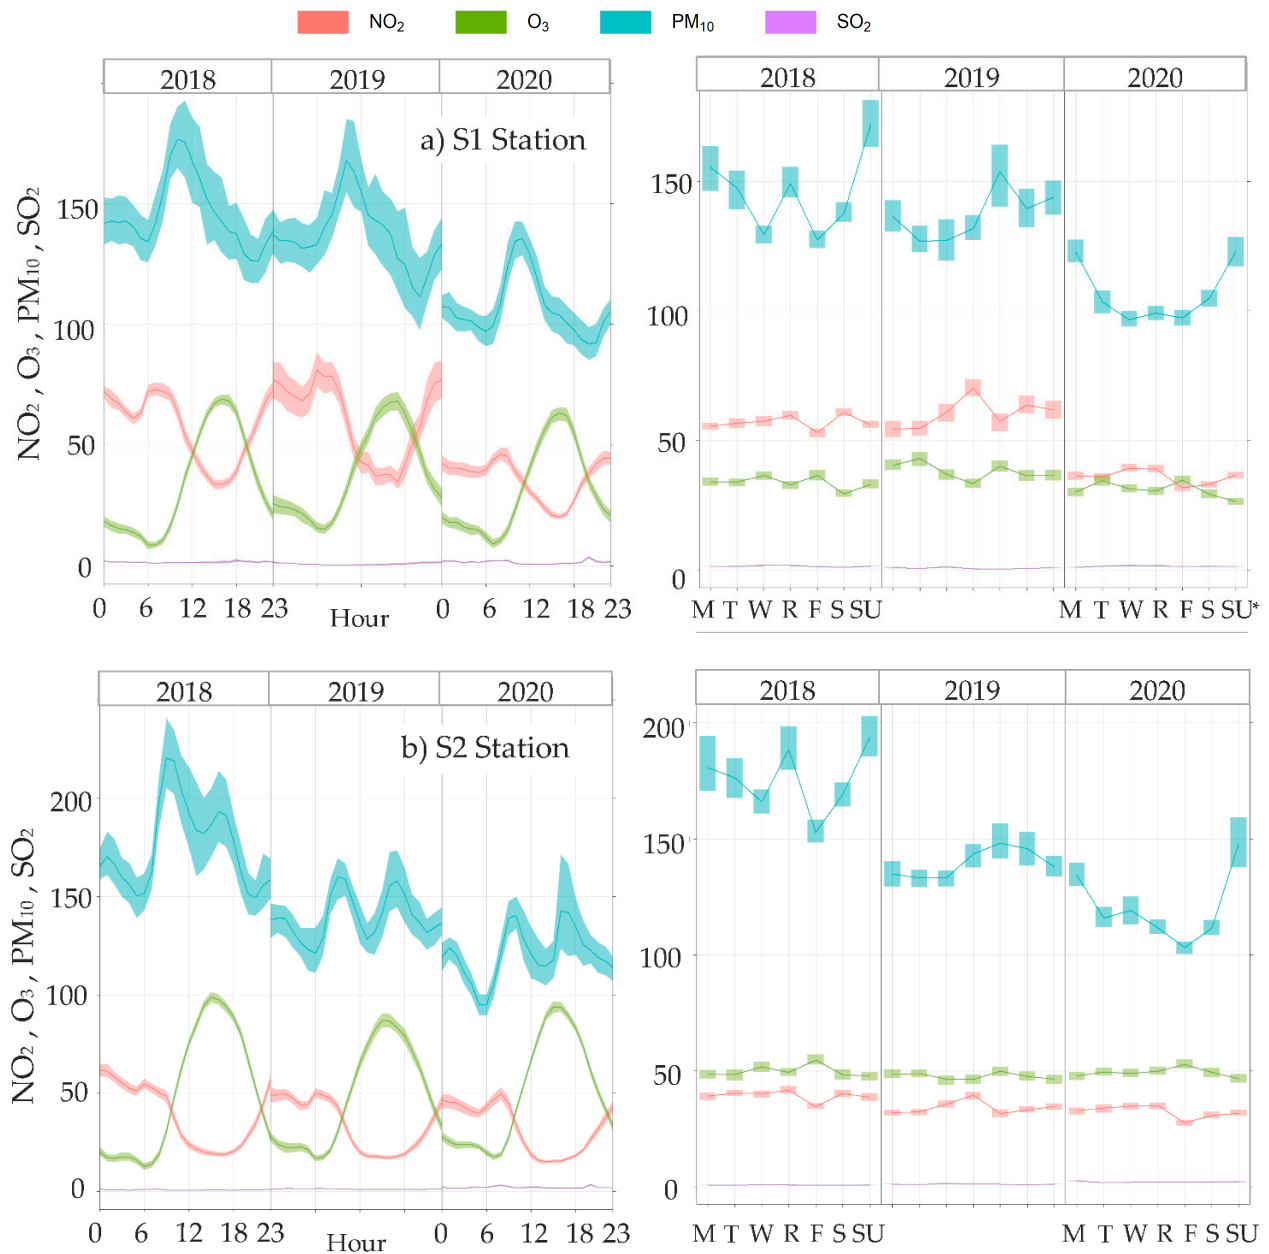 NO2 O3 PM10 SO2
2018 2019 2020
a) S1 Station
NO2 , O3 , PM10 , SO2
150
100
50
0
0 6 12 18 23 0 6 12 18 23
Hour
2018 2019 2020
150
100
50
0
M T W R F S SU M T W R F S SU*
2018 2019 2020
b) S2 Station
NO2 , O3 , PM10 , SO2
200
150
100
50
0
0 6 12 18 23 0 6 12 18 23
Hour
2018 2019 2020
200
150
100
50
0
M T W R F S SU M T W R F S SU